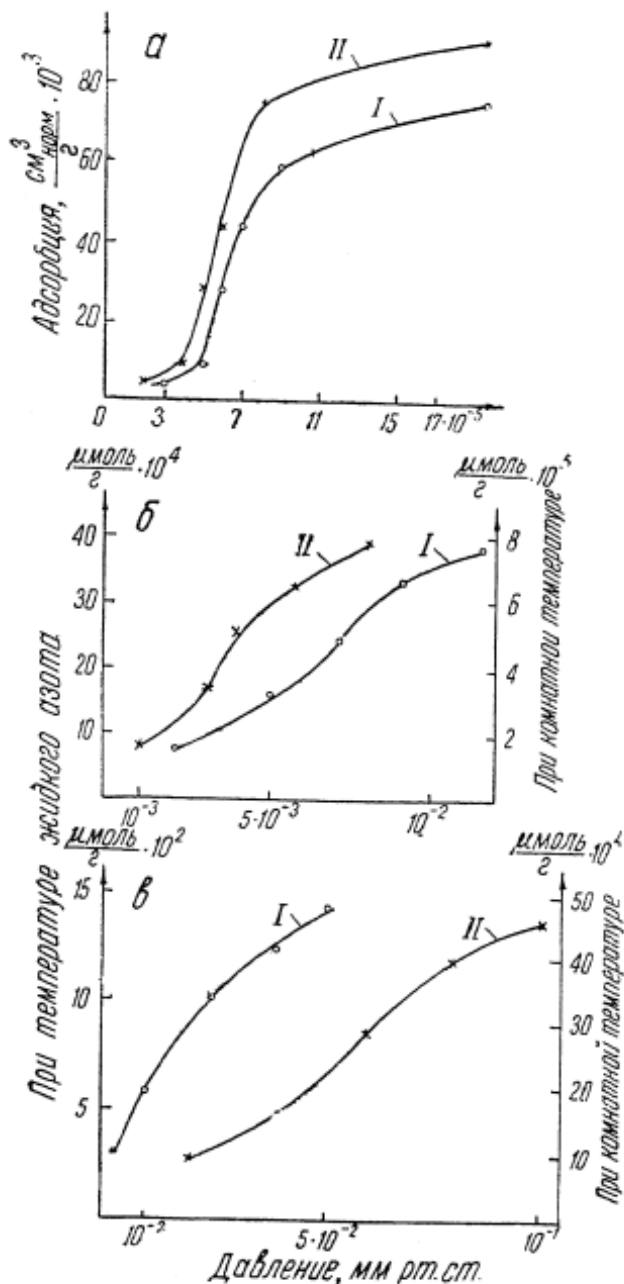 а
Адсорбция, см³норм/г · 10⁻³
80
60
40
20
II
I
0 3 7 11 15 17·10⁻⁵
μмоль/г · 10⁴
μмоль/г · 10⁻⁵
б
40
30
20
10
II
I
8
6
4
2
При комнатной температуре
10⁻³ 5·10⁻³ 10⁻²
При температуре жидкого азота
μмоль/г · 10²
μмоль/г · 10⁴
в
15
10
5
I
II
50
40
30
20
10
При комнатной температуре
10⁻² 5·10⁻² 10⁻¹
Давление, мм рт.ст.